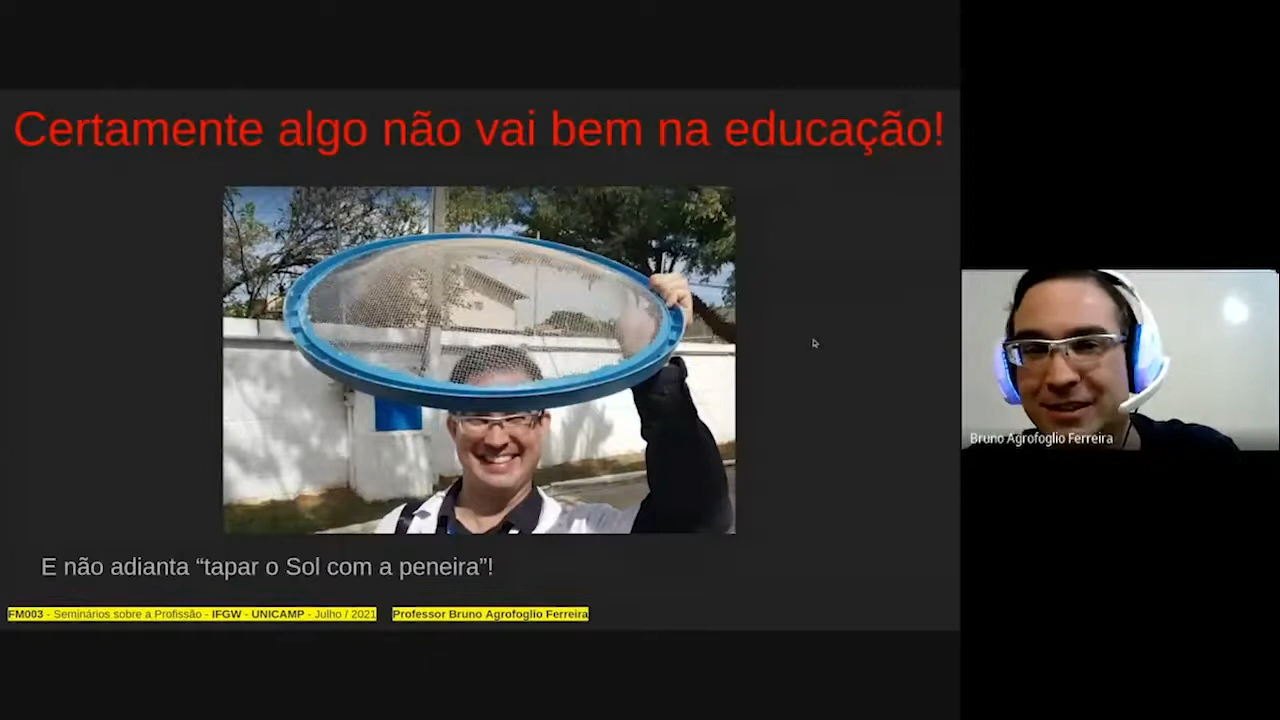 Certamente algo não vai bem na educação!
E não adianta “tapar o Sol com a peneira”!
FM003 - Seminários sobre a Profissão - IFGW - UNICAMP - Julho / 2021 Professor Bruno Agrofoglio Ferreira
Bruno Agrofoglio Ferreira